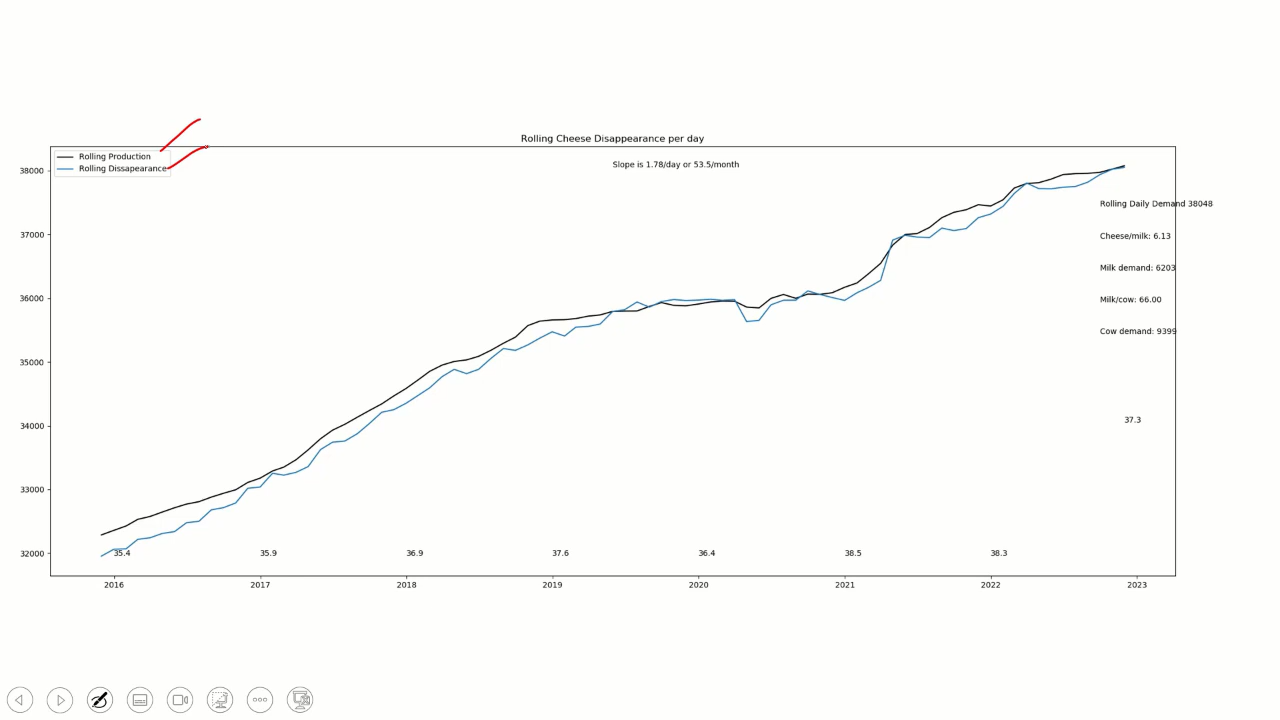 Rolling Cheese Disappearance per day
Rolling Production
Rolling Dissapearance
Slope is 1.78/day or 53.5/month
38000
37000
36000
35000
34000
33000
32000
Rolling Daily Demand 38048
Cheese/milk: 6.13
Milk demand: 6203
Milk/cow: 66.00
Cow demand: 9399
37.3
35.4 35.9 36.9 37.6 36.4 38.5 38.3
2016 2017 2018 2019 2020 2021 2022 2023